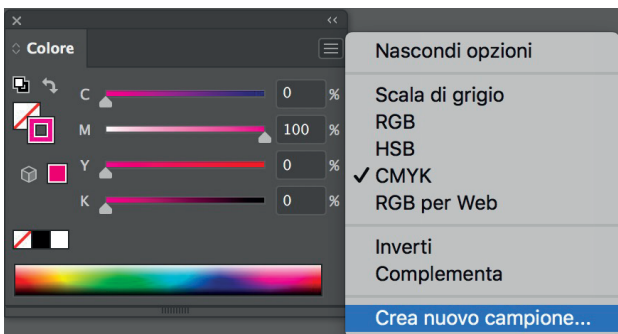 Colore
C 0 %
M 100 %
Y 0 %
K 0 %
Nascondi opzioni
Scala di grigio
RGB
HSB
✓ CMYK
RGB per Web
Inverti
Complementa
Crea nuovo campione...